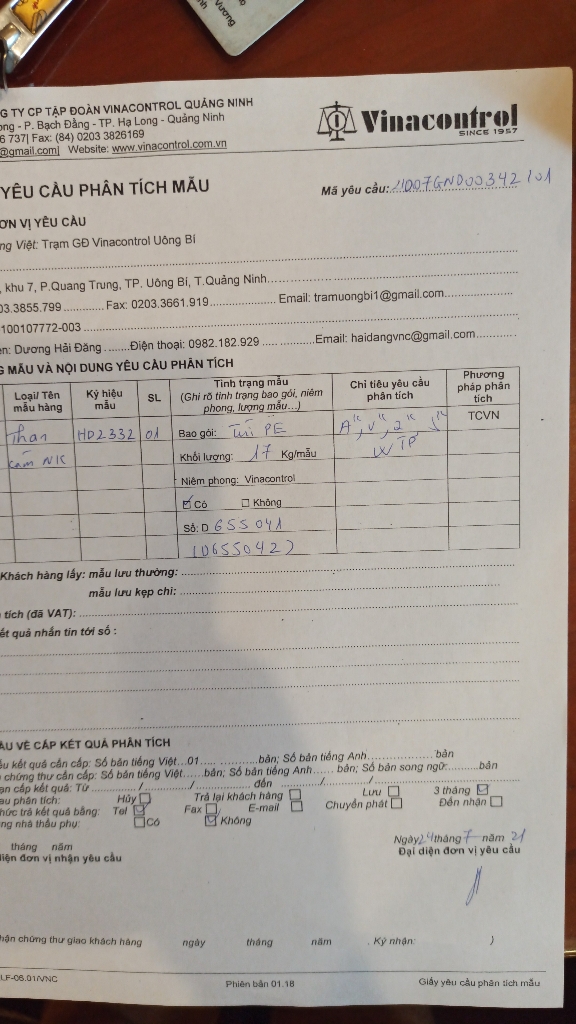 Vương
G TY CP TẬP ĐOÀN VINACONTROL QUẢNG NINH
ong - P. Bạch Đằng - TP. Hạ Long - Quảng Ninh
6 737| Fax: (84) 0203 3826169
@gmail.com| Website: www.vinacontrol.com.vn
Vinacontrol
SINCE 1957
YÊU CẦU PHÂN TÍCH MẪU
Mã yêu cầu: 21D07GND00342/01
ƠN VỊ YÊU CẦU
ng Việt: Trạm GĐ Vinacontrol Uông Bí
, khu 7, P.Quang Trung, TP. Uông Bí, T.Quảng Ninh
03.3855.799 Fax: 0203.3661.919 Email: tramuongbi1@gmail.com
100107772-003
ên: Dương Hải Đăng Điện thoại: 0982.182.929 Email: haidangvnc@gmail.com
G MẪU VÀ NỘI DUNG YÊU CẦU PHÂN TÍCH
Loại/ Tên mẫu hàng Ký hiệu mẫu SL Tình trạng mẫu (Ghi rõ tình trạng bao gói, niêm phong, lượng mẫu...) Chỉ tiêu yêu cầu phân tích Phương pháp phân tích
Than HD2332 01 Bao gói: Túi PE Aᵏ, Vᵏ, Qᵏ, Sᵏ TCVN
cám NK Khối lượng: 17 Kg/mẫu WTP
Niêm phong: Vinacontrol
☑ Có ☐ Không
Số: D 655041
(D655042)
Khách hàng lấy: mẫu lưu thường:
mẫu lưu kẹp chì:
tích (đã VAT):
ết quả nhắn tin tới số :
ẦU VỀ CẤP KẾT QUẢ PHÂN TÍCH
ếu kết quả cần cấp: Số bản tiếng Việt...01..... bản; Số bản tiếng Anh bản
chứng thư cần cấp: Số bản tiếng Việt......bản; Số bản tiếng Anh...... bản; Số bản song ngữ bản
ạn cấp kết quả: Từ / / đến / /
au phân tích: Hủy ☐ Trả lại khách hàng ☐ Lưu ☐ 3 tháng ☑
hức trả kết quả bằng: Tel ☑ Fax ☐ E-mail ☐ Chuyển phát ☐ Đến nhận ☐
ng nhà thầu phụ: ☐ Có ☑ Không
Ngày 24 tháng 7 năm 21
tháng năm
Đại diện đơn vị yêu cầu
iện đơn vị nhận yêu cầu
hận chứng thư giao khách hàng ngày tháng năm . Ký nhận: )
LF-06.01/VNC Phiên bản 01.18 Giấy yêu cầu phân tích mẫu